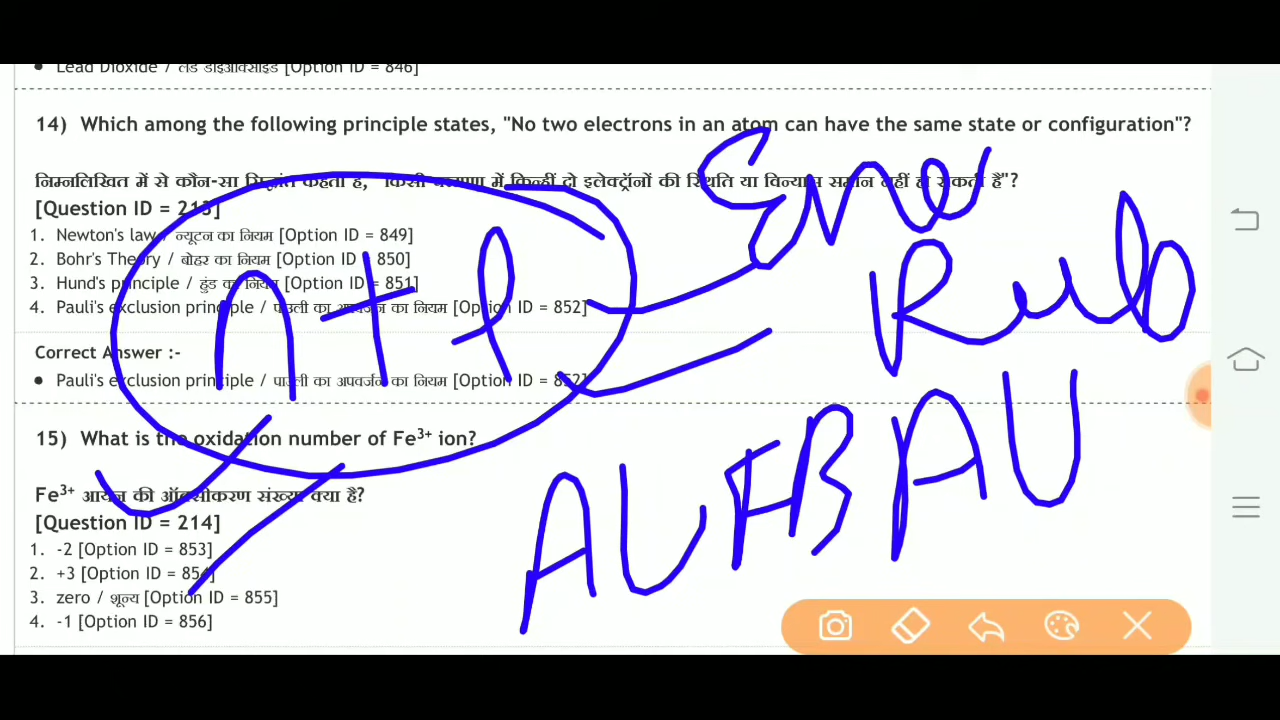 Lead Dioxide / लेड डाइऑक्साइड [Option ID = 846]
14) Which among the following principle states, "No two electrons in an atom can have the same state or configuration"?
निम्नलिखित में से कौन-सा सिद्धांत कहता है, किसी परमाणु में किन्हीं दो इलेक्ट्रॉनों की स्थिति या विन्यास समान नहीं हो सकती हैं"?
[Question ID = 213]
1. Newton's law / न्यूटन का नियम [Option ID = 849]
2. Bohr's Theory / बोहर का नियम [Option ID = 850]
3. Hund's principle / हुंड का नियम [Option ID = 851]
4. Pauli's exclusion principle / पाउली का अपवर्जन का नियम [Option ID = 852]
Correct Answer :-
Pauli's exclusion principle / पाउली का अपवर्जन का नियम [Option ID = 852]
15) What is the oxidation number of Fe³⁺ ion?
Fe³⁺ आयन की ऑक्सीकरण संख्या क्या है?
[Question ID = 214]
1. -2 [Option ID = 853]
2. +3 [Option ID = 854]
3. zero / शून्य [Option ID = 855]
4. -1 [Option ID = 856]
n+l
Rul
AUFBAU